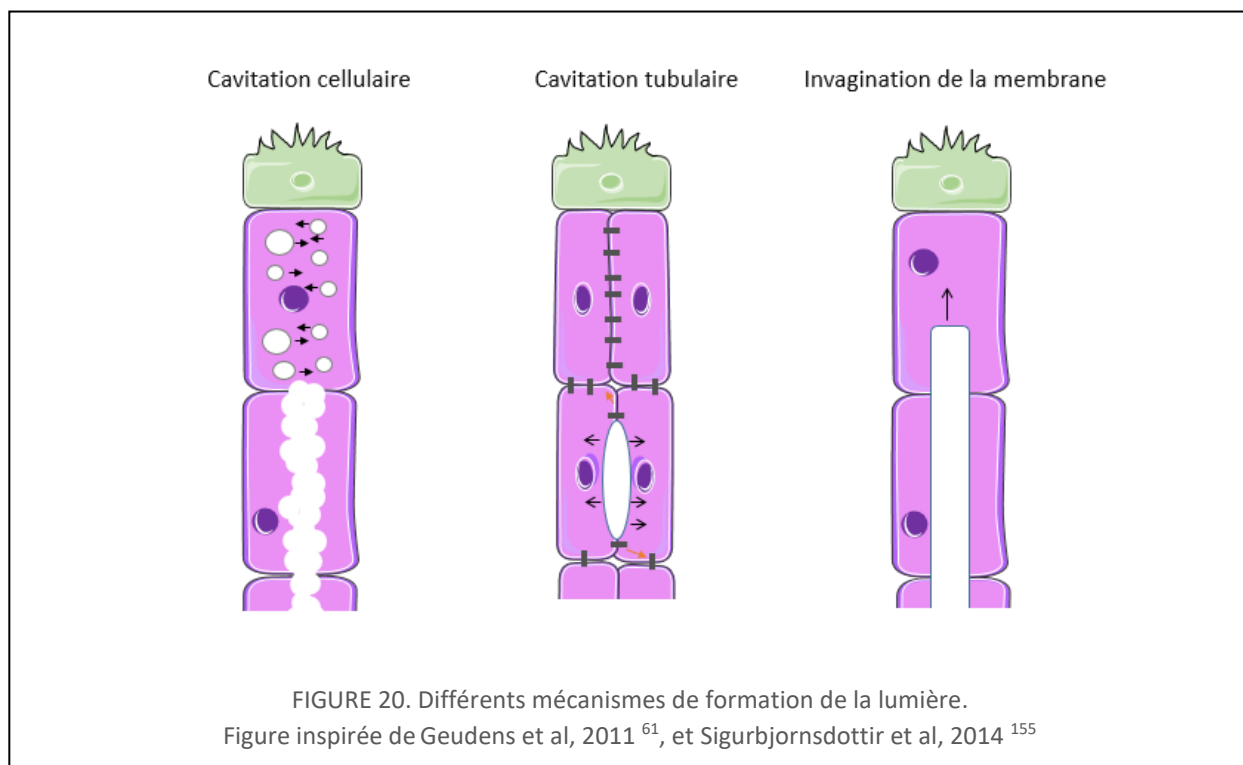 Cavitation cellulaire
Cavitation tubulaire
Invagination de la membrane
FIGURE 20. Différents mécanismes de formation de la lumière.
Figure inspirée de Geudens et al, 2011 61, et Sigurbjornsdottir et al, 2014 155